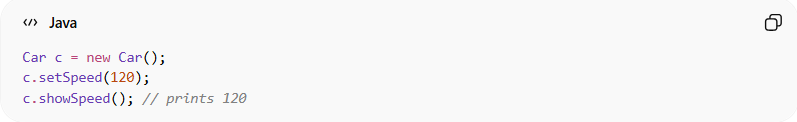 </> Java
Car c = new Car();
c.setSpeed(120);
c.showSpeed(); // prints 120